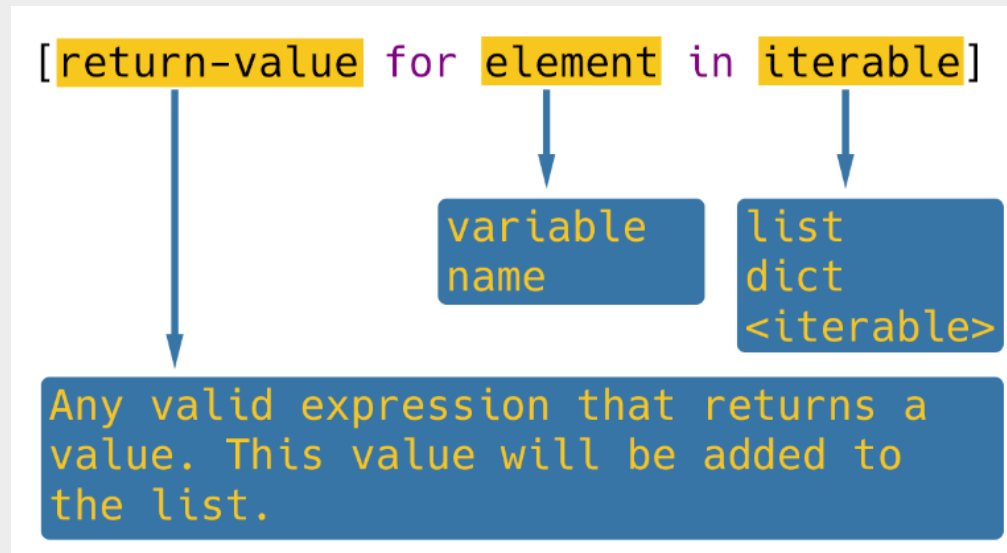 [return-value for element in iterable]
variable
name
list
dict
<iterable>
Any valid expression that returns a
value. This value will be added to
the list.